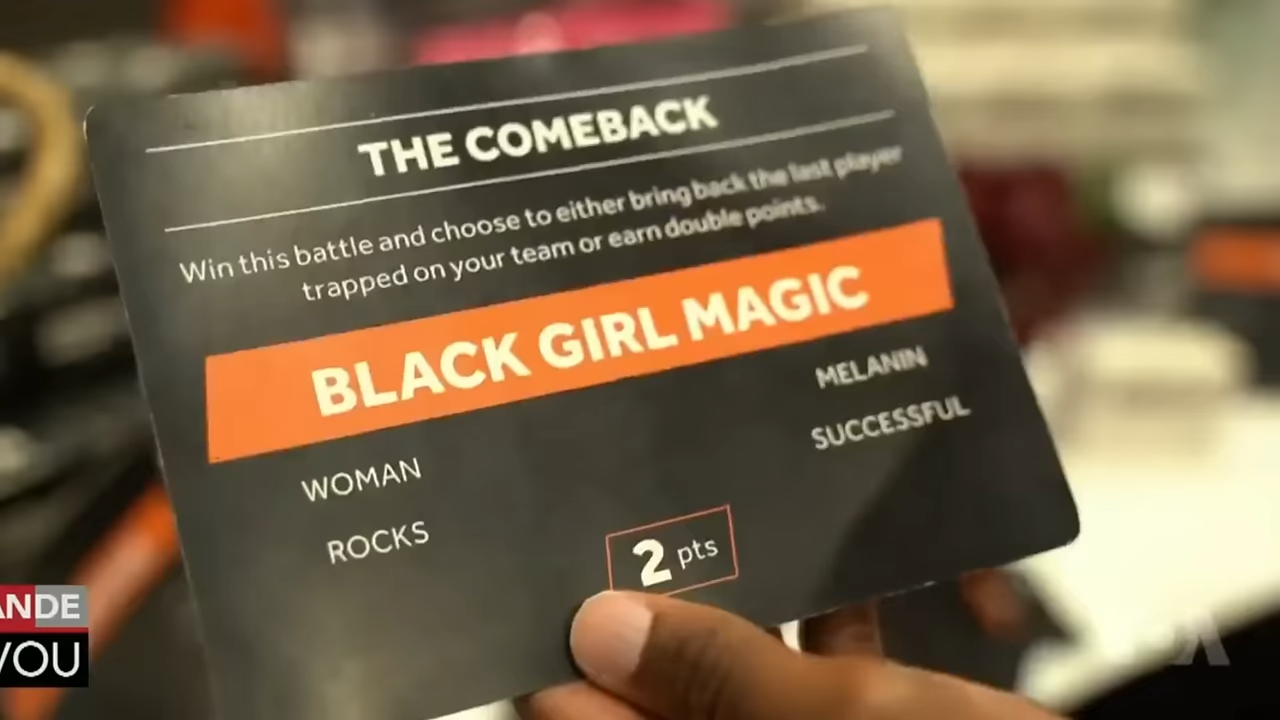 THE COMEBACK
Win this battle and choose to either bring back the last player
trapped on your team or earn double points.
BLACK GIRL MAGIC
MELANIN
SUCCESSFUL
WOMAN
ROCKS
2 pts
ANDE
YOU